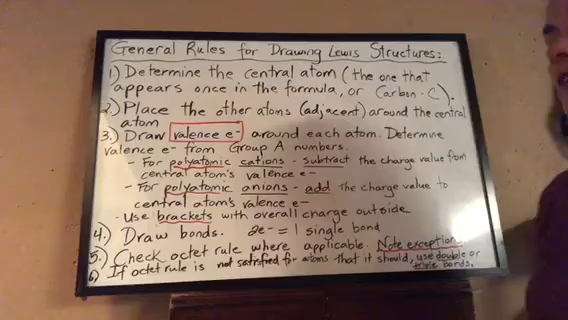 General Rules for Drawing Lewis Structures:
1.) Determine the central atom (the one that
appears once in the formula, or Carbon-C).
2) Place the other atoms (adjacent) around the central
atom
3.) Draw valence e- around each atom. Determine
valence e- from Group A numbers.
- For polyatomic cations - subtract the charge value from
central atom's valence e-
- For polyatomic anions - add the charge value to
central atom's valence e-
- Use brackets with overall charge outside
4.) Draw bonds. 2e- = 1 single bond
5.) Check octet rule where applicable. Note exception
6) If octet rule is not satisfied for atoms that it should, use double or
triple bonds.